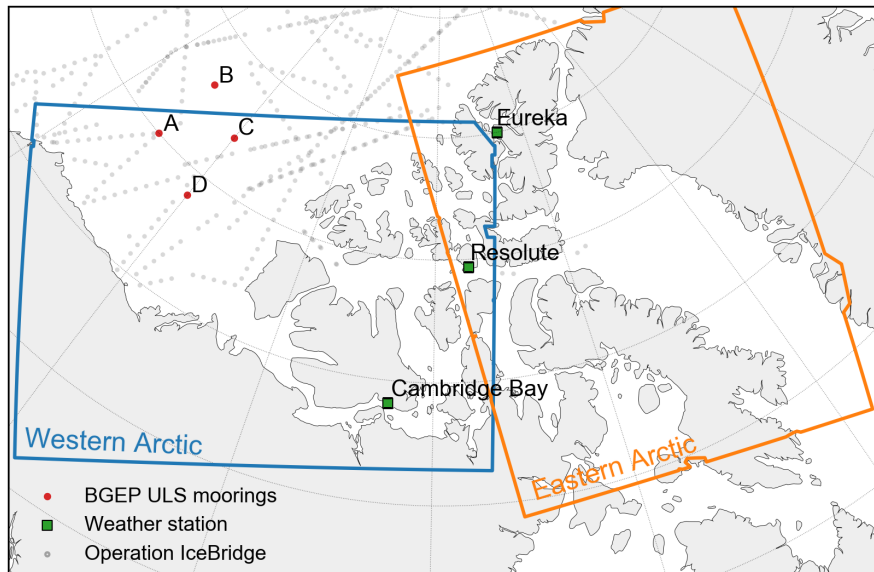 B
A
C
Eureka
D
Resolute
Cambridge Bay
Western Arctic
Eastern Arctic
BGEP ULS moorings
Weather station
Operation IceBridge